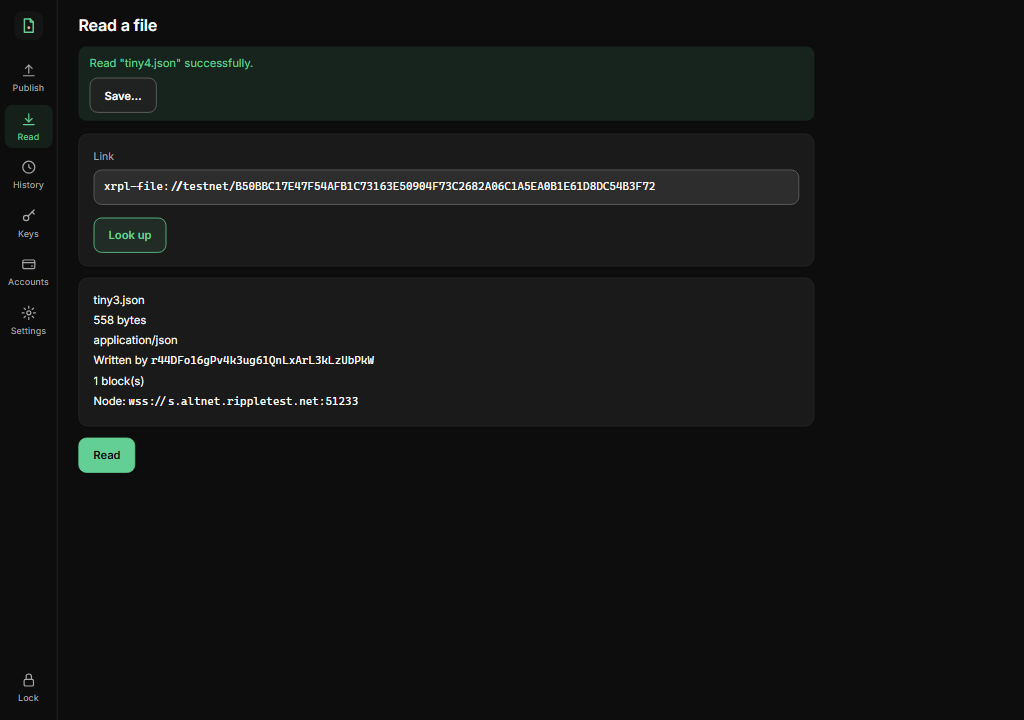 Read a file
Read "tiny4.json" successfully.
Save...
Publish
Read
History
Keys
Accounts
Settings
Lock
Link
xrpl-file://testnet/B50BBC17E47F54AFB1C73163E50904F73C2682A06C1A5EA0B1E61D8DC54B3F72
Look up
tiny3.json
558 bytes
application/json
Written by r44DFo16gPv4k3ug61QnLxArL3kLzUbPkW
1 block(s)
Node: wss://s.altnet.rippletest.net:51233
Read